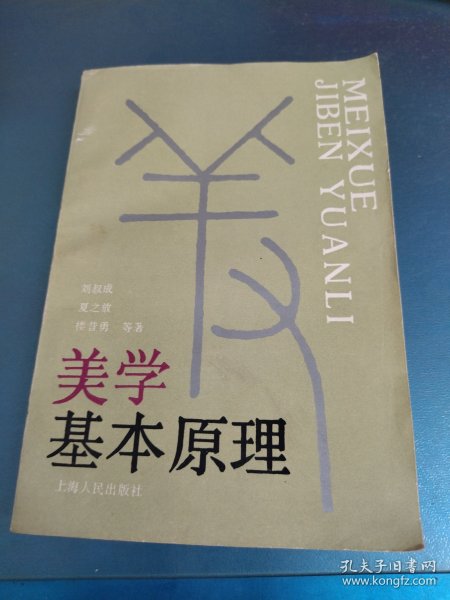 MEIXUE
JIBEN YUANLI
刘叔成
夏之放
楼昔勇 等著
美学
基本原理
上海人民出版社
孔夫子旧书网
www.kongfz.com